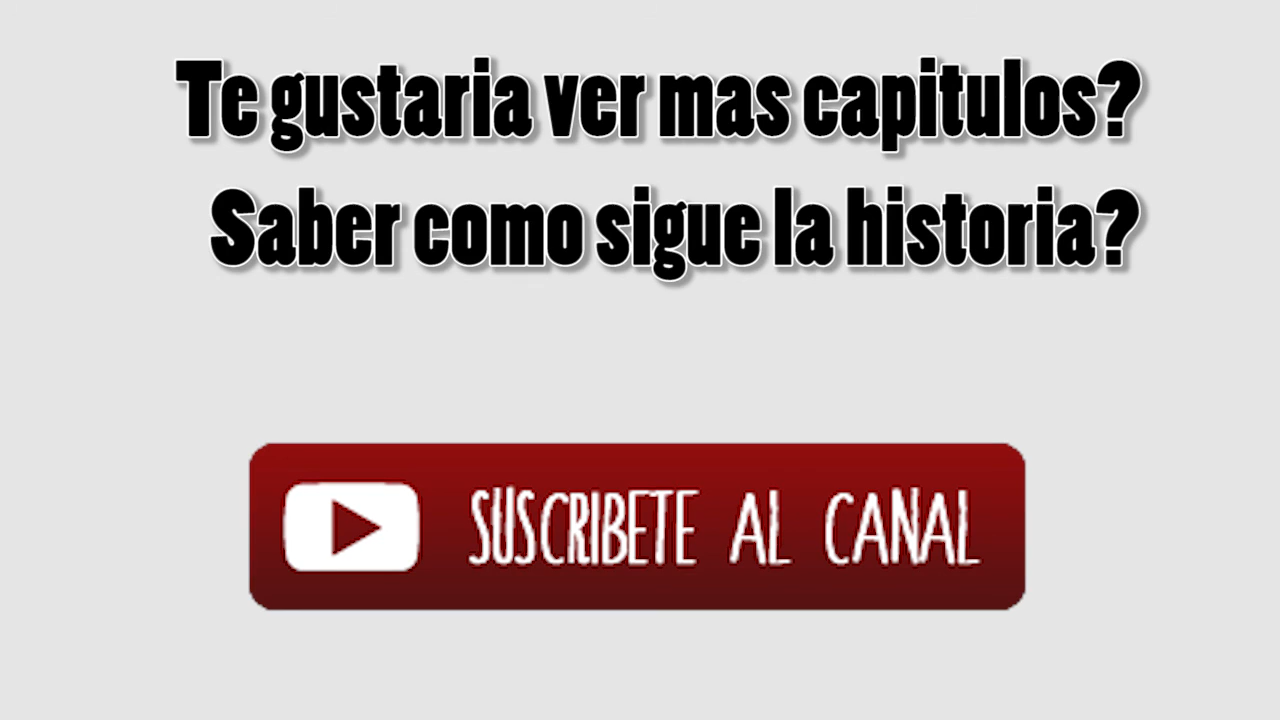 Te gustaria ver mas capitulos?
Saber como sigue la historia?
SUSCRIBETE AL CANAL